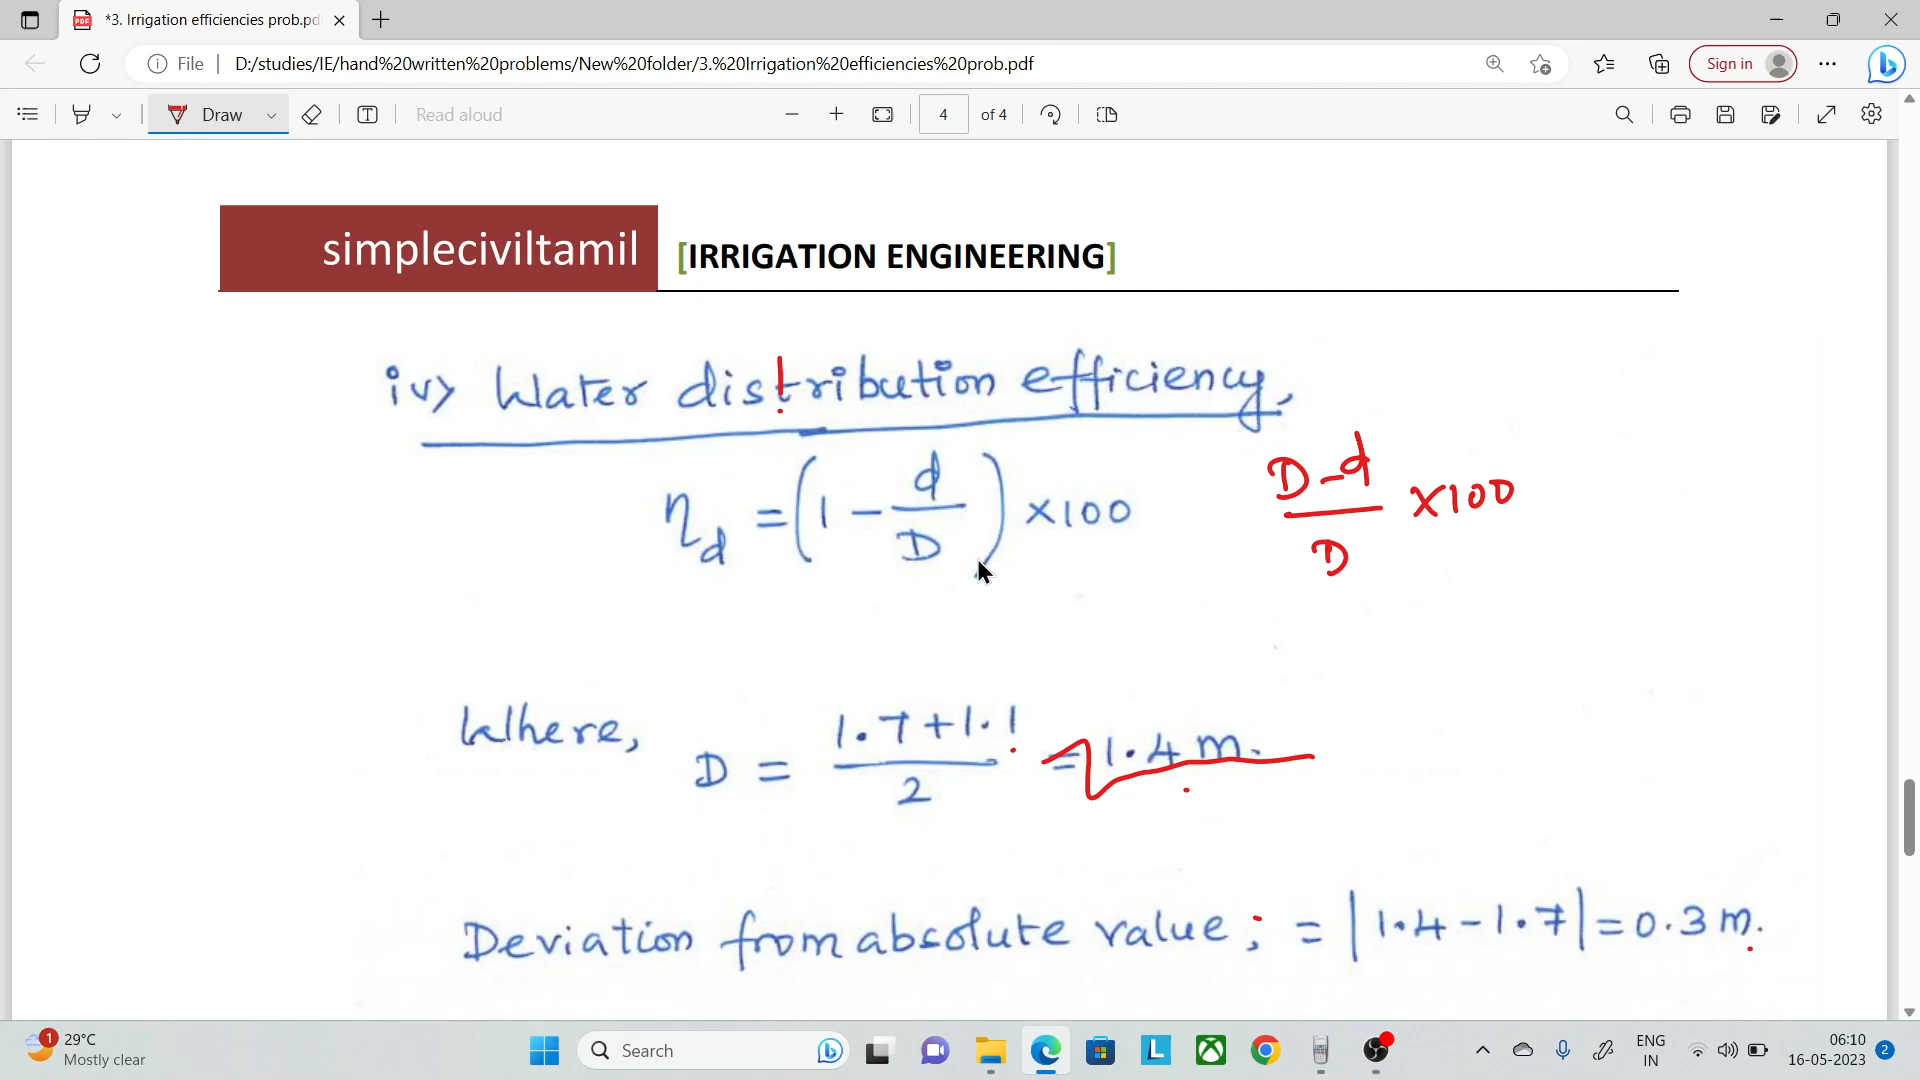 *3. Irrigation efficiencies prob.pd
File D:/studies/IE/hand%20written%20problems/New%20folder/3.%20Irrigation%20efficiencies%20prob.pdf Sign in
Draw Read aloud 4 of 4
simpleciviltamil [IRRIGATION ENGINEERING]
iv) Water distribution efficiency,
ηd = (1 - d/D) ×100
D-d/D ×100
Where, D = 1.7+1.1/2 = 1.4 m.
Deviation from absolute value; = |1.4-1.7| = 0.3 m.
1 29°C
Mostly clear
Search
ENG
IN
06:10
16-05-2023
2